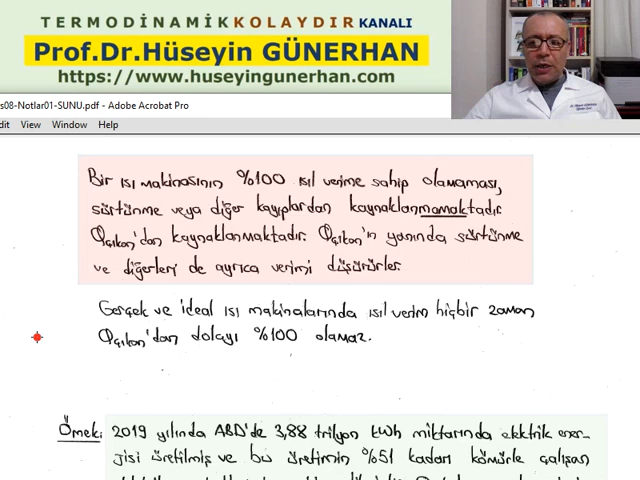 TERMODİNAMİKKOLAYDIR KANALI
Prof.Dr.Hüseyin GÜNERHAN
https://www.huseyingunerhan.com
s08-Notlar01-SUNU.pdf - Adobe Acrobat Pro
dit View Window Help
Bir ısı makinasının %100 ısıl verime sahip olamaması,
sürtünme veya diğer kayıplardan kaynaklanmamaktadır.
Qçıkan'dan kaynaklanmaktadır. Qçıkan'ın yanında sürtünme
ve diğerleri de ayrıca verimi düşürürler.
Gerçek ve ideal ısı makinalarında ısıl verim hiçbir zaman
Qçıkan'dan dolayı %100 olamaz.
Örnek: 2019 yılında ABD'de 3,88 trilyon kWh miktarında elektrik ener-
jisi üretilmiş ve bu üretimin %51 kadarı kömürle çalışan